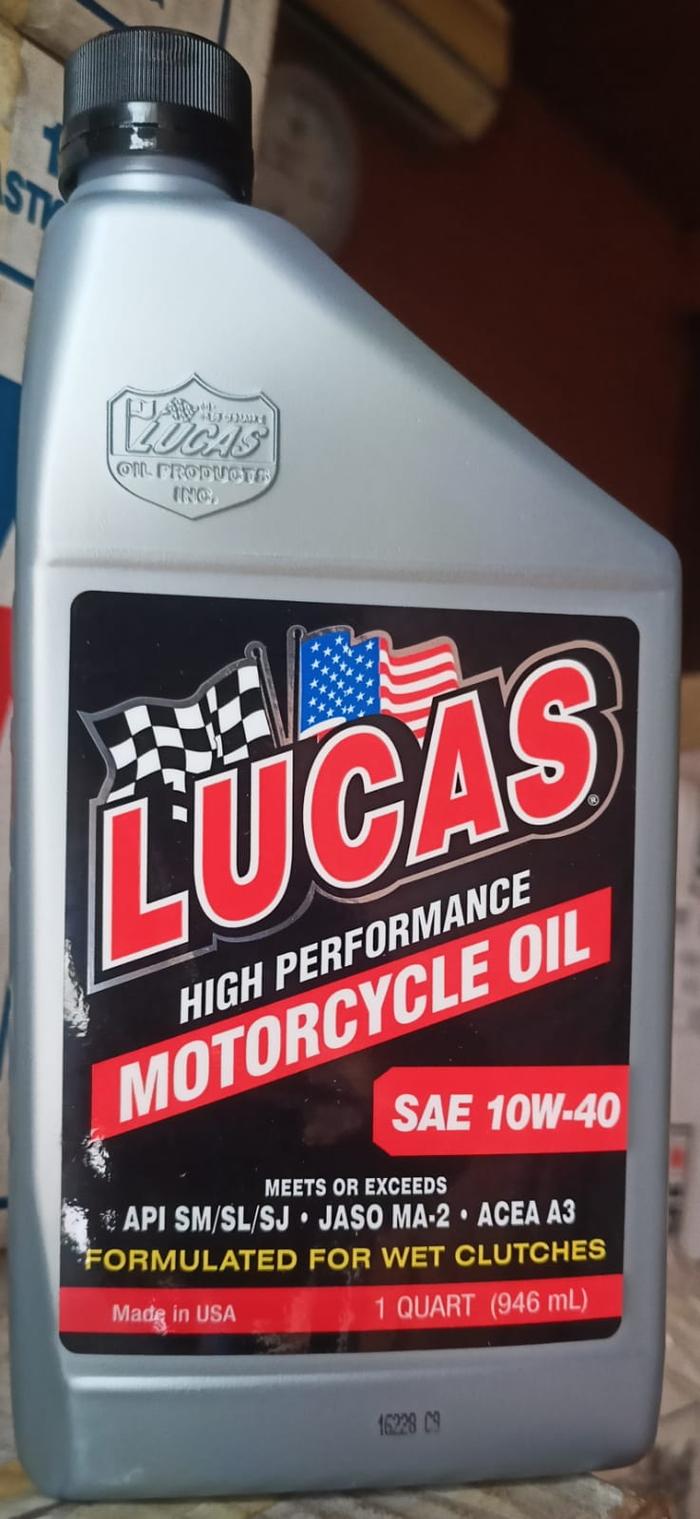 LUCAS
OIL PRODUCTS
INC.
LUCAS®
HIGH PERFORMANCE
MOTORCYCLE OIL
SAE 10W-40
MEETS OR EXCEEDS
API SM/SL/SJ • JASO MA-2 • ACEA A3
FORMULATED FOR WET CLUTCHES
Made in USA 1 QUART (946 mL)
16228 C9